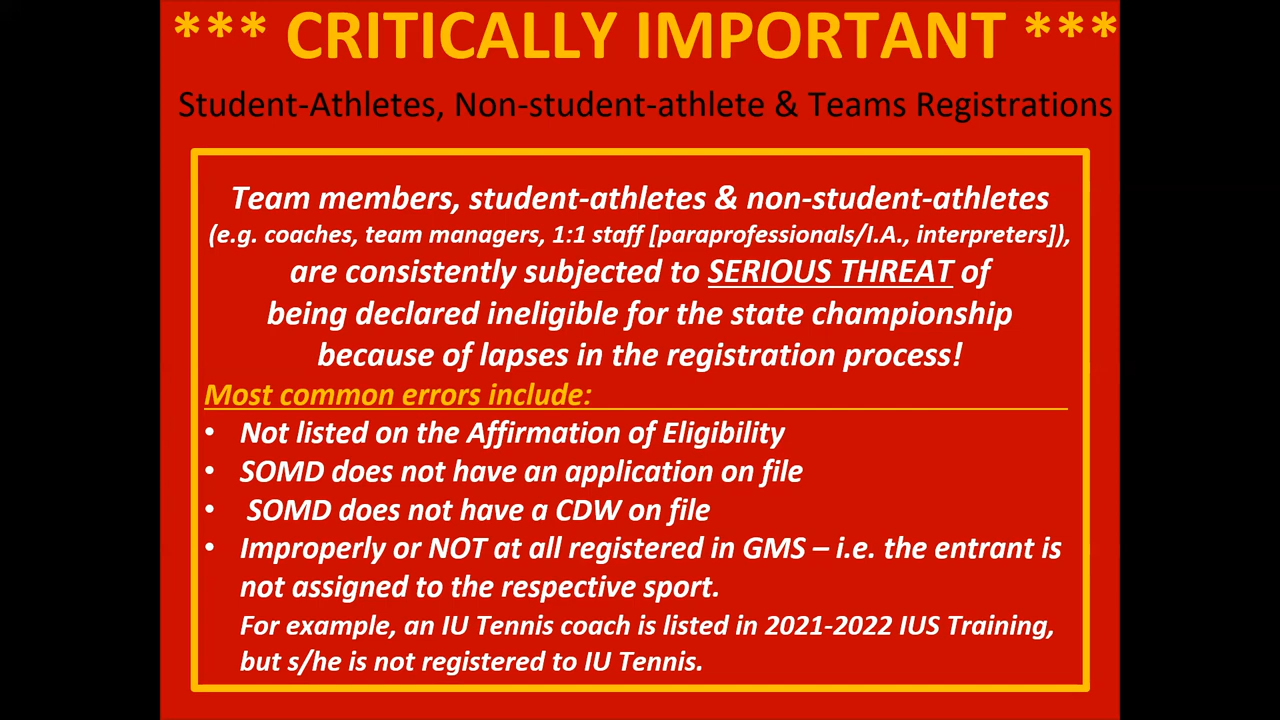 *** CRITICALLY IMPORTANT ***
Student-Athletes, Non-student-athlete & Teams Registrations
Team members, student-athletes & non-student-athletes
(e.g. coaches, team managers, 1:1 staff [paraprofessionals/I.A., interpreters]),
are consistently subjected to SERIOUS THREAT of
being declared ineligible for the state championship
because of lapses in the registration process!
Most common errors include:
• Not listed on the Affirmation of Eligibility
• SOMD does not have an application on file
• SOMD does not have a CDW on file
• Improperly or NOT at all registered in GMS – i.e. the entrant is
not assigned to the respective sport.
For example, an IU Tennis coach is listed in 2021-2022 IUS Training,
but s/he is not registered to IU Tennis.